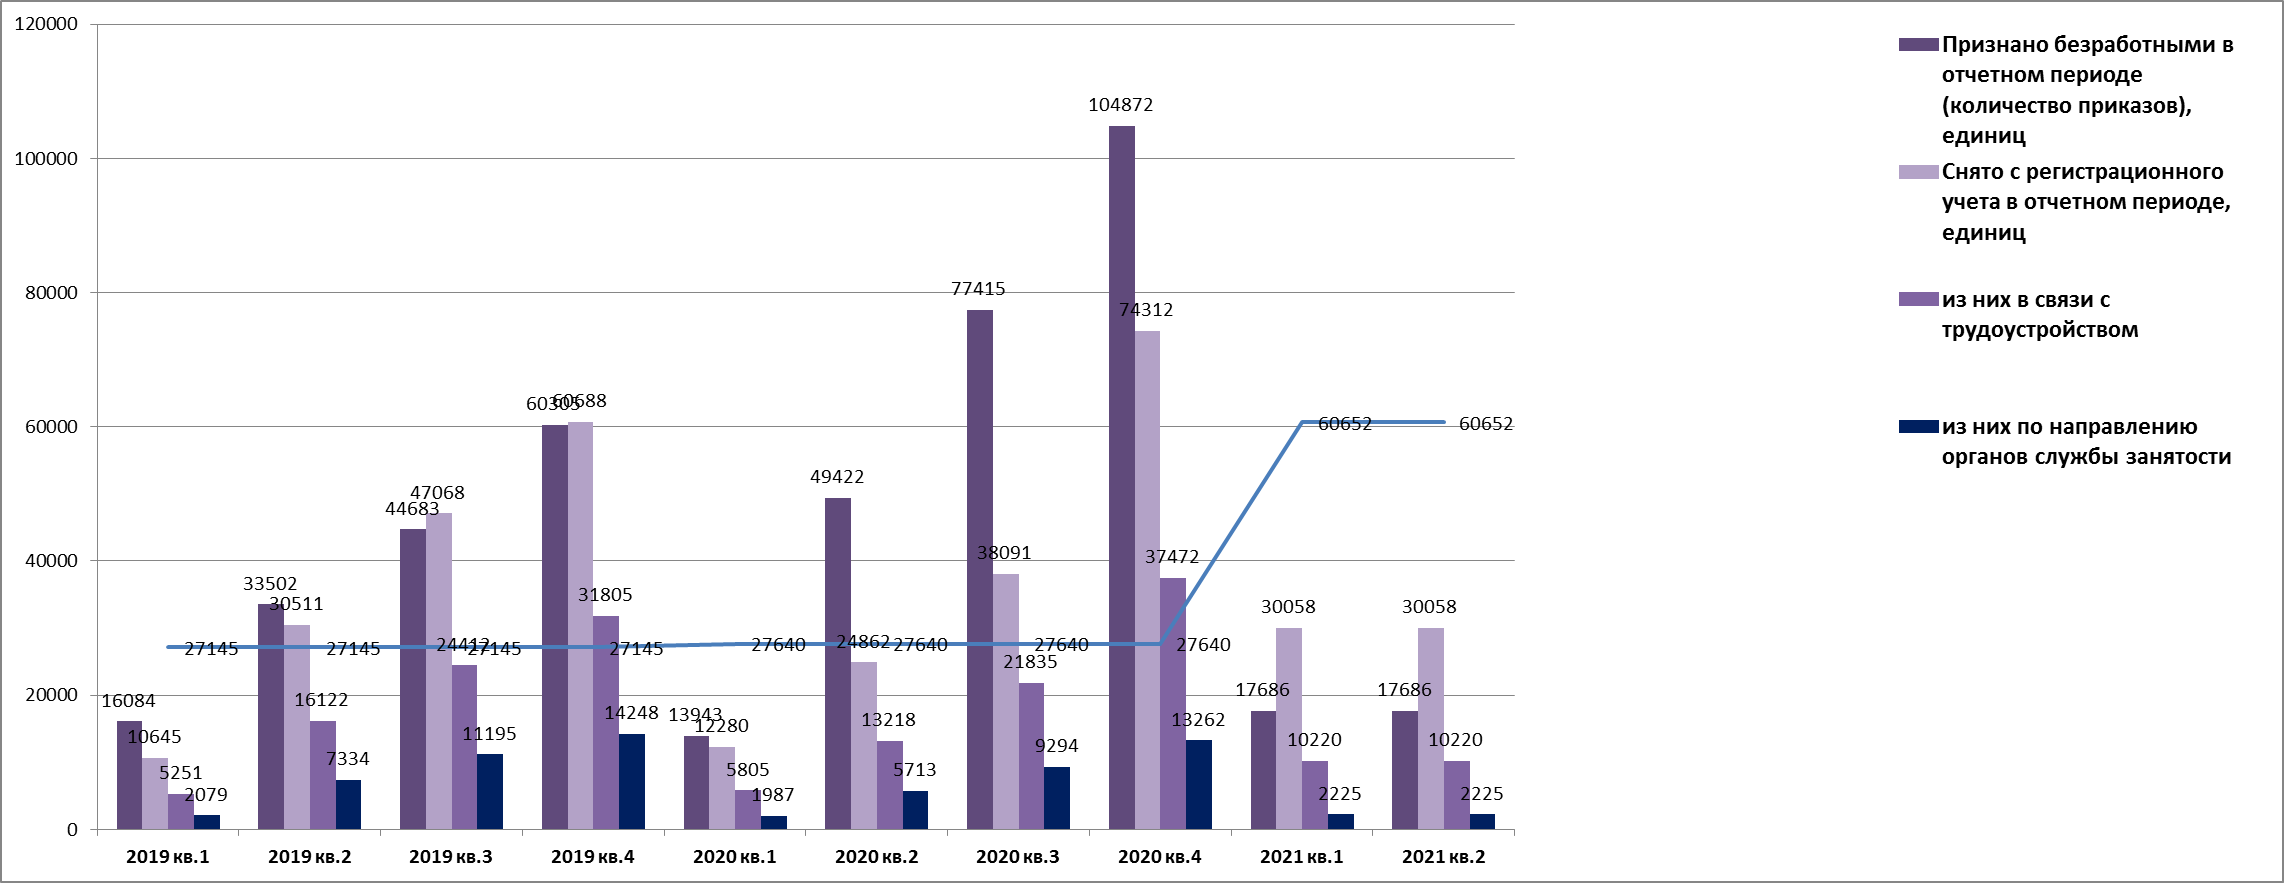 120000
100000
80000
60000
40000
20000
0
16084
10645
5251
2079
27145
33502
30511
16122
7334
27145
44683
47068
24412
11195
27145
60305
60688
31805
14248
27145
13943
12280
5805
1987
27640
49422
24862
13218
5713
27640
77415
38091
21835
9294
27640
104872
74312
37472
13262
27640
17686
30058
10220
2225
60652
17686
30058
10220
2225
60652
2019 кв.1
2019 кв.2
2019 кв.3
2019 кв.4
2020 кв.1
2020 кв.2
2020 кв.3
2020 кв.4
2021 кв.1
2021 кв.2
Признано безработными в
отчетном периоде
(количество приказов),
единиц
Снято с регистрационного
учета в отчетном периоде,
единиц
из них в связи с
трудоустройством
из них по направлению
органов службы занятости